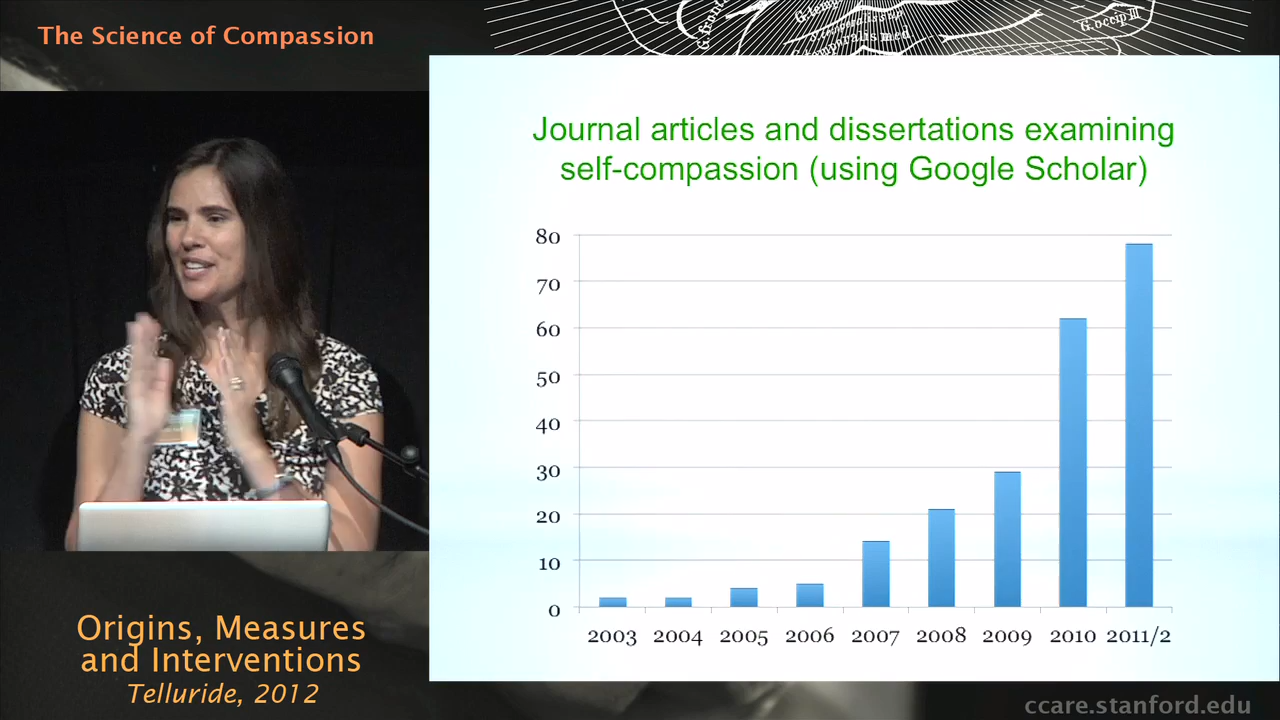 The Science of Compassion
G.occip III
Journal articles and dissertations examining
self-compassion (using Google Scholar)
80
70
60
50
40
30
20
10
0
2003 2004 2005 2006 2007 2008 2009 2010 2011/2
Origins, Measures
and Interventions
Telluride, 2012
ccare.stanford.edu